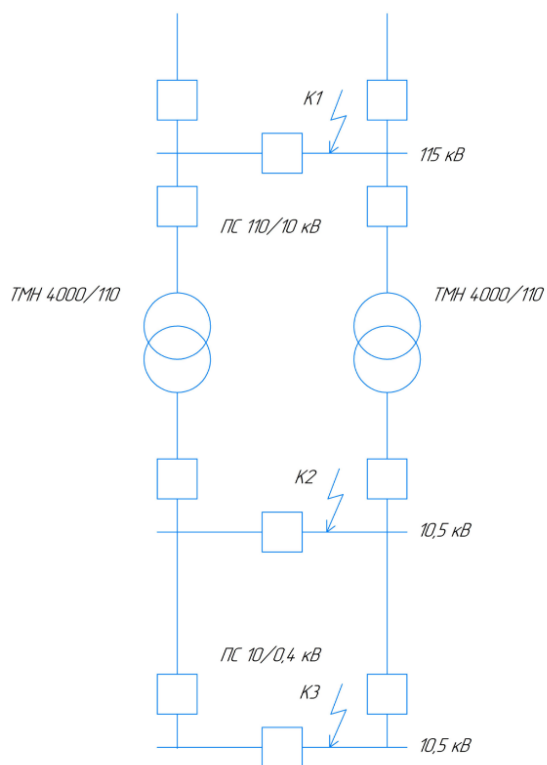 К1
115 кВ
ПС 110/10 кВ
ТМН 4000/110
ТМН 4000/110
К2
10,5 кВ
ПС 10/0,4 кВ
К3
10,5 кВ